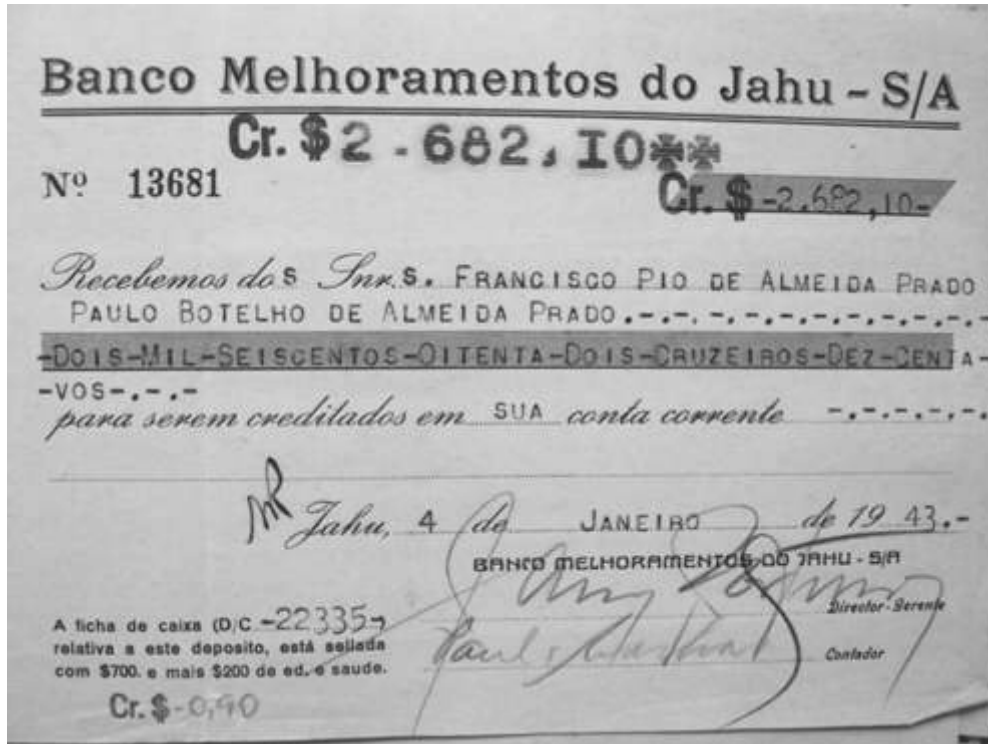 Banco Melhoramentos do Jahu - S/A
Cr. $2.682,10**
Nº 13681
Cr. $ -2.682,10-
Recebemos dos Snr.s. FRANCISCO PIO DE ALMEIDA PRADO
PAULO BOTELHO DE ALMEIDA PRADO.-.-.-.-.-.-.-.-.-.-
-DOIS-MIL-SEISCENTOS-OITENTA-DOIS-CRUZEIROS-DEZ-CENTA-
-VOS-.-.-
para serem creditados em SUA conta corrente -.-.-.-.-.
Jahu, 4 de JANEIRO de 1943.-
BANCO MELHORAMENTOS DO JAHU - S/A
Director-Gerente
A ficha de caixa (D/C -22335-)
relativa a este deposito, está sellada
com $700. e mais $200 de ed. e saude.
Contador
Cr. $-0,90